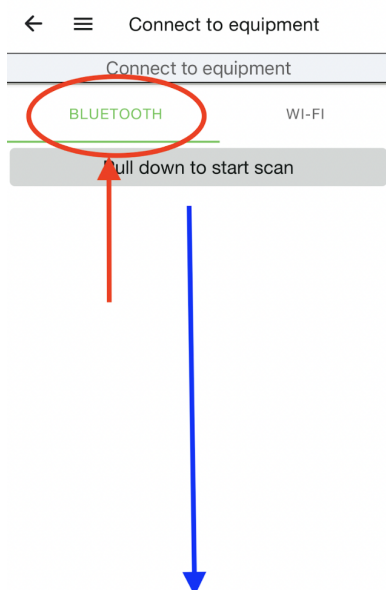 Connect to equipment
Connect to equipment
BLUETOOTH WI-FI
Pull down to start scan